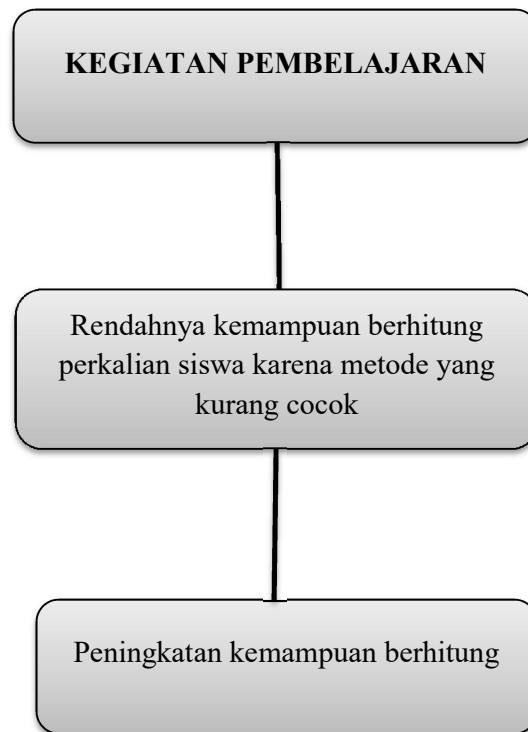 KEGIATAN PEMBELAJARAN
Rendahnya kemampuan berhitung
perkalian siswa karena metode yang
kurang cocok
Peningkatan kemampuan berhitung